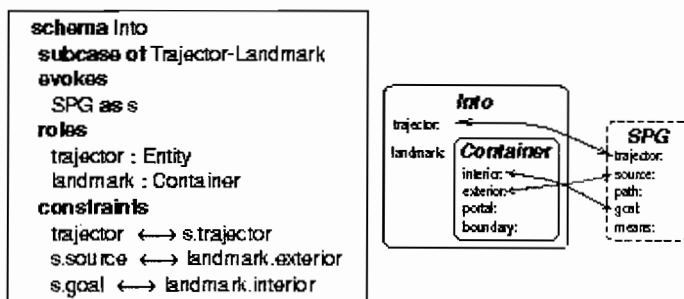 schema Into
subcase of Trajector-Landmark
evokes
SPG as s
roles
trajector : Entity
landmark : Container
constraints
trajector ⟷ s.trajector
s.source ⟷ landmark.exterior
s.goal ⟷ landmark.interior
Into
trajector:
landmark:
Container
interior:
exterior:
portal:
boundary:
SPG
trajector:
source:
path:
goal:
means: